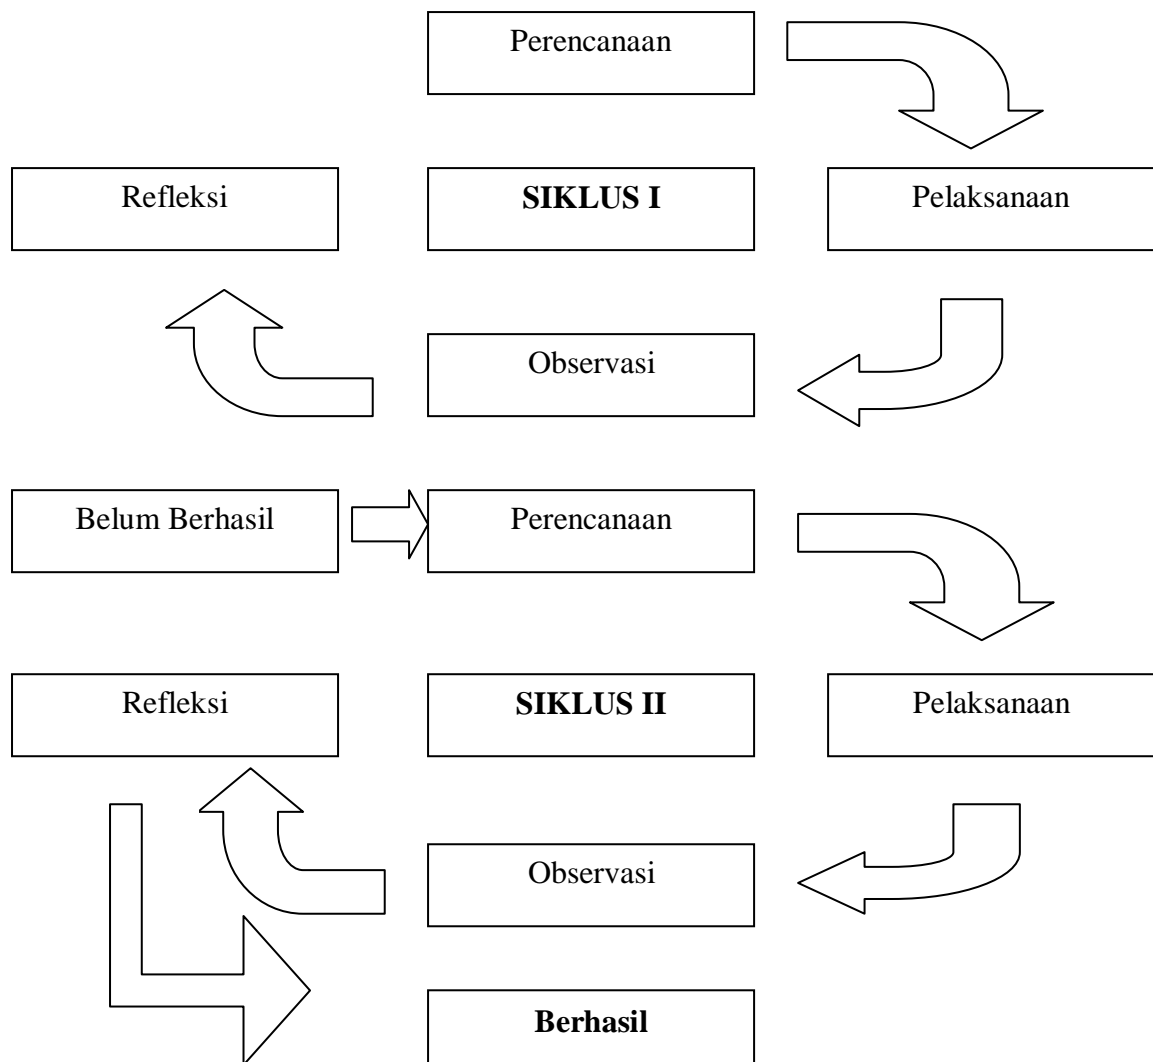 Perencanaan
Refleksi
SIKLUS I
Pelaksanaan
Observasi
Belum Berhasil
Perencanaan
Refleksi
SIKLUS II
Pelaksanaan
Observasi
Berhasil